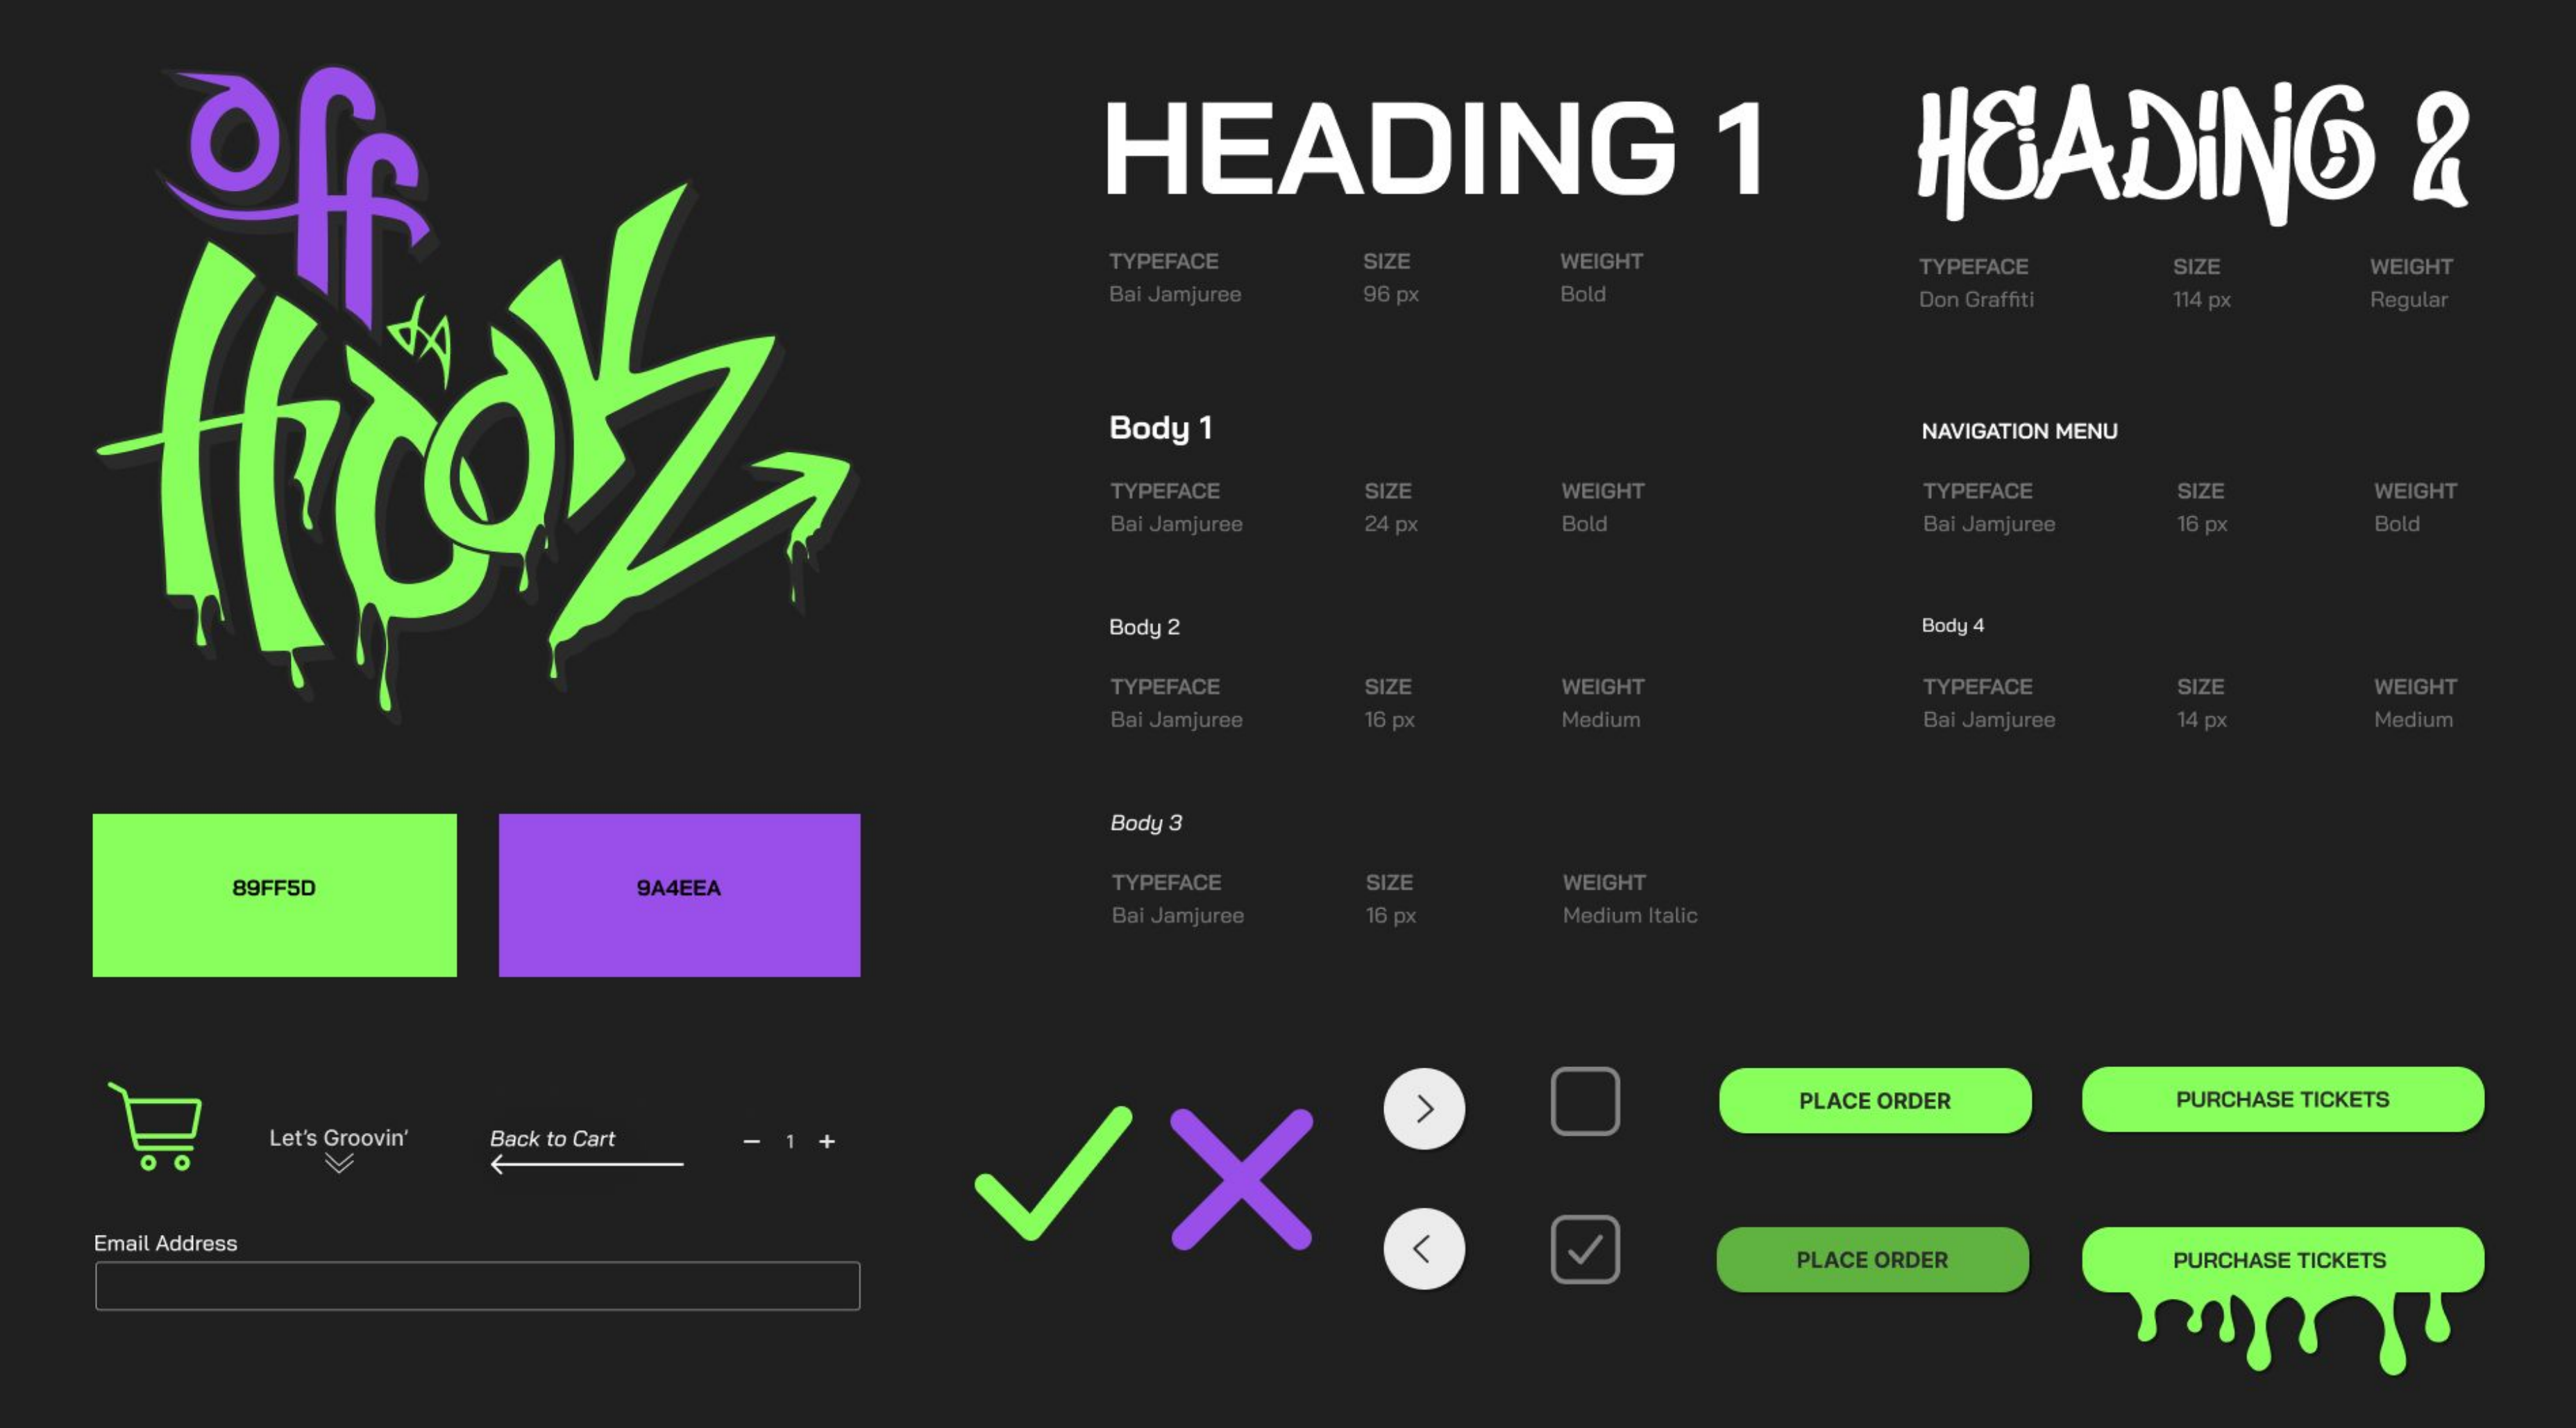 off
da
Hook
HEADING 1
TYPEFACE SIZE WEIGHT
Bai Jamjuree 96 px Bold
HEADING 2
TYPEFACE SIZE WEIGHT
Don Graffiti 114 px Regular
Body 1
TYPEFACE SIZE WEIGHT
Bai Jamjuree 24 px Bold
NAVIGATION MENU
TYPEFACE SIZE WEIGHT
Bai Jamjuree 16 px Bold
Body 2
TYPEFACE SIZE WEIGHT
Bai Jamjuree 16 px Medium
Body 4
TYPEFACE SIZE WEIGHT
Bai Jamjuree 14 px Medium
Body 3
TYPEFACE SIZE WEIGHT
Bai Jamjuree 16 px Medium Italic
89FF5D
9A4EEA
Let's Groovin'
Back to Cart
− 1 +
Email Address
PLACE ORDER
PURCHASE TICKETS
PLACE ORDER
PURCHASE TICKETS